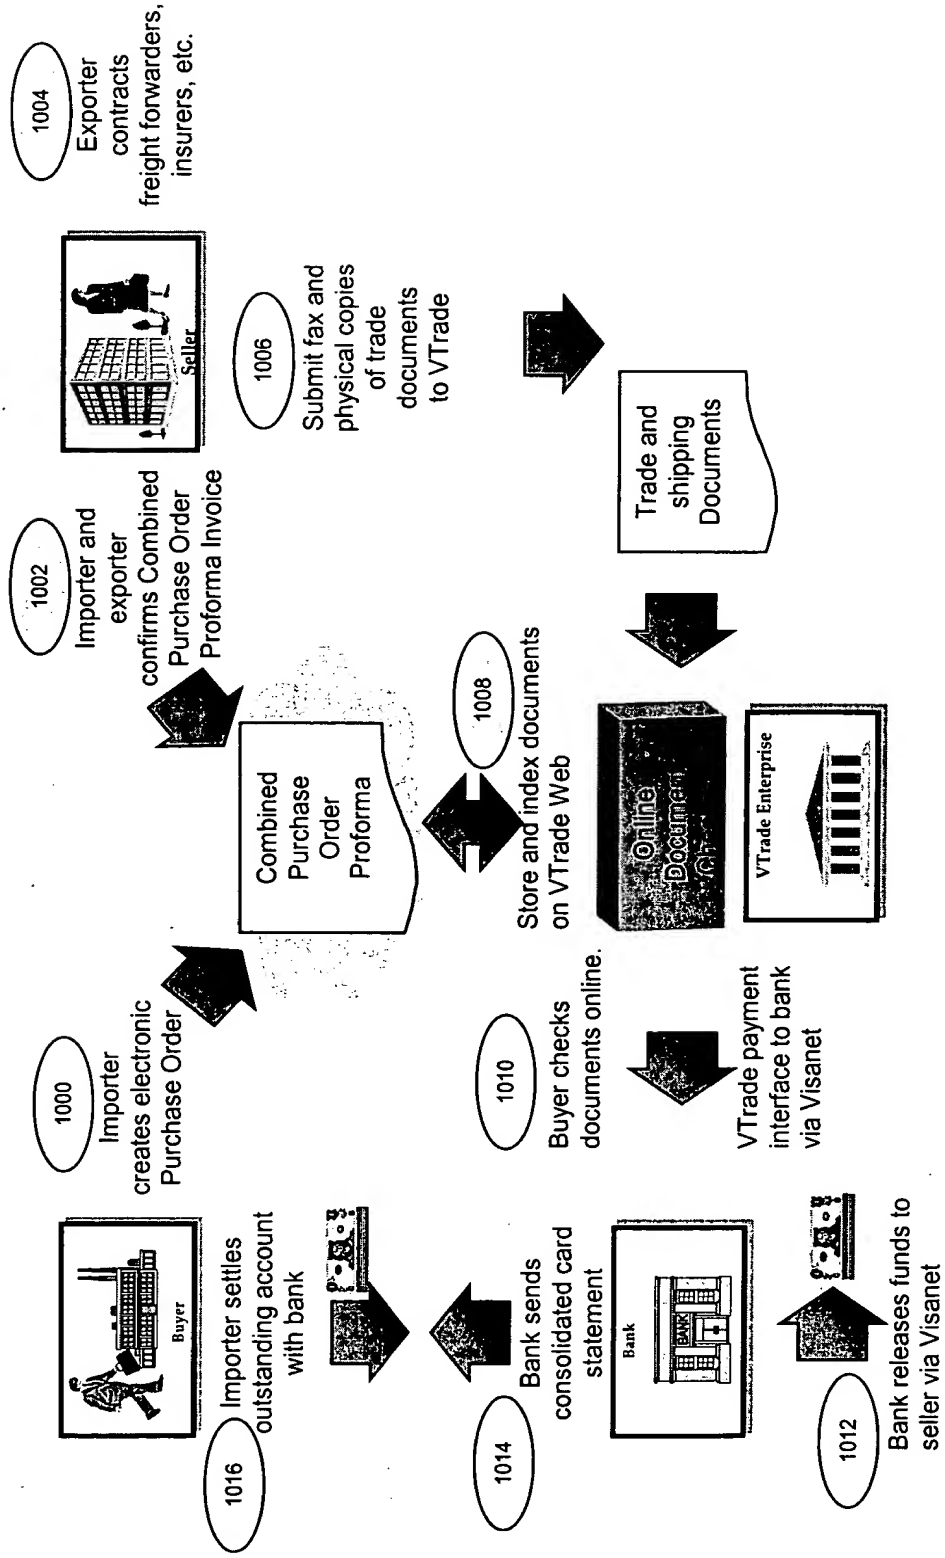 1000
Importer
creates electronic
Purchase Order
1002
Importer and
exporter
confirms Combined
Purchase Order
Proforma Invoice
1004
Exporter
contracts
freight forwarders,
insurers, etc.
Buyer
Seller
1016
Importer settles
outstanding account
with bank
Combined
Purchase
Order
Proforma
1006
Submit fax and
physical copies
of trade
documents
to VTrade
1014
Bank sends
consolidated card
statement
1010
Buyer checks
documents online.
1008
Store and index documents
on VTrade Web
Trade and
shipping
Documents
Bank
VTrade payment
interface to bank
via Visanet
Online
Documen
VTrade Enterprise
1012
Bank releases funds to
seller via Visanet